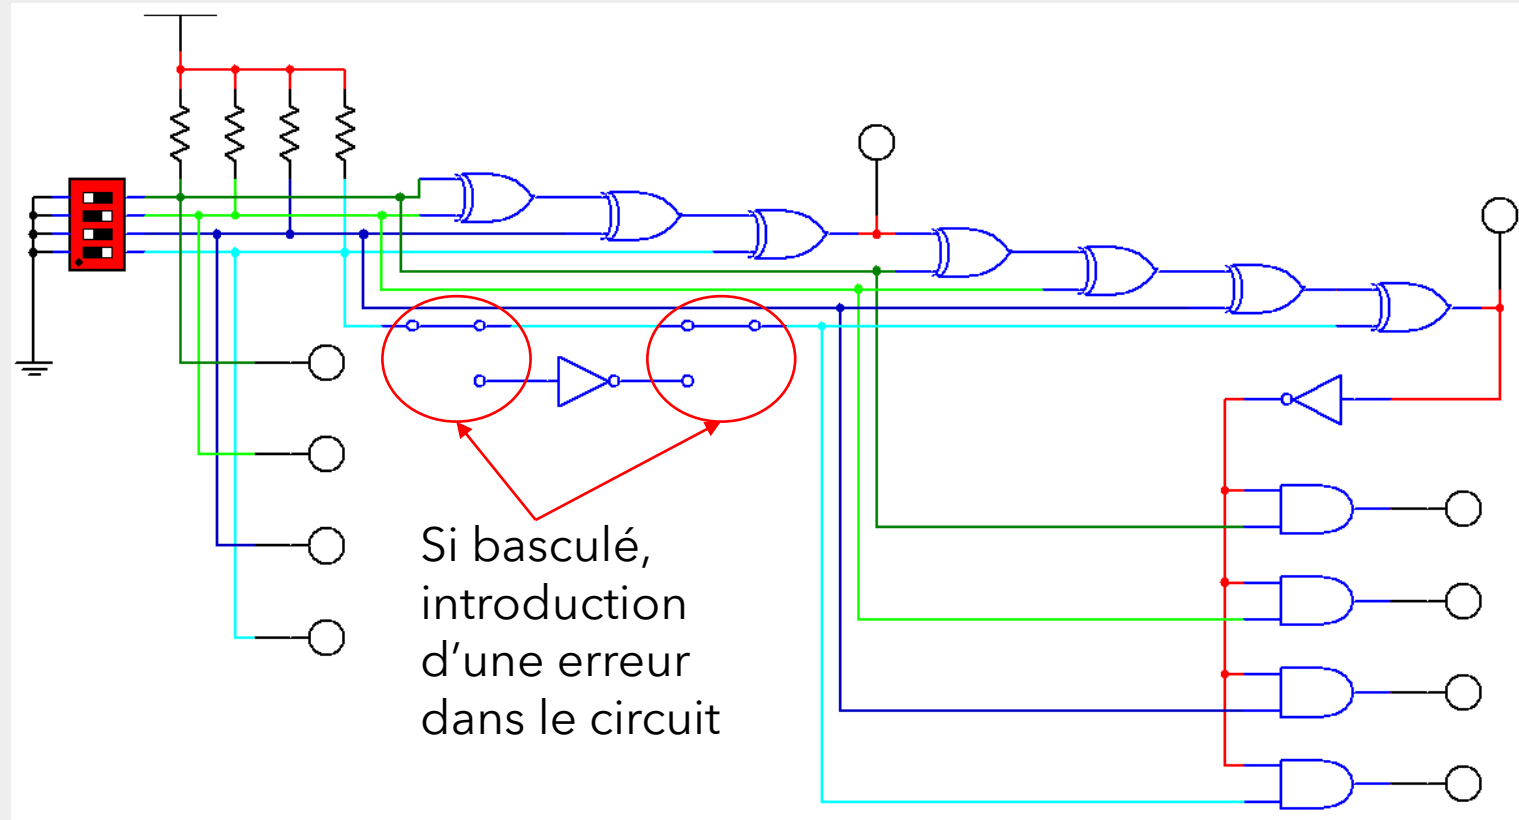 Si basculé,
introduction
d’une erreur
dans le circuit